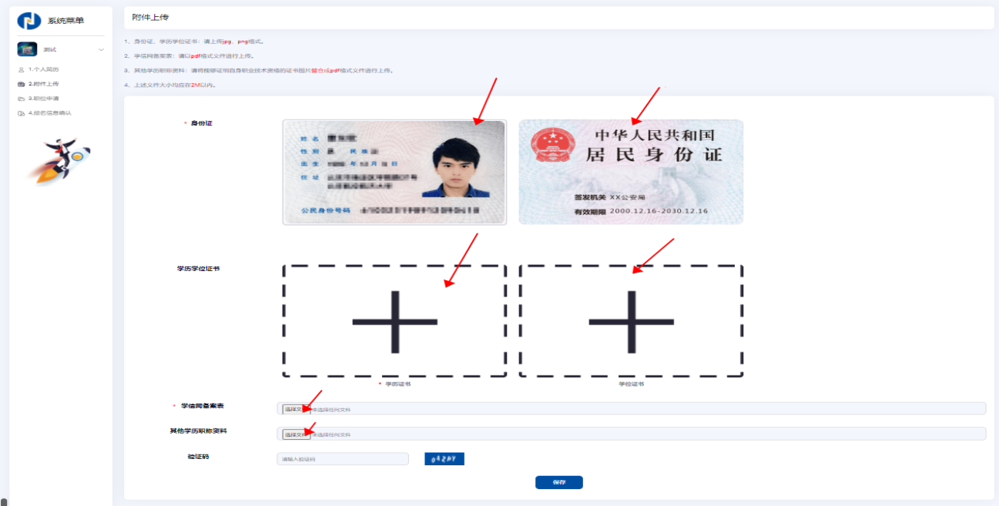 系统菜单
测试
1.个人简历
2.附件上传
3.职位申请
4.报名信息确认
附件上传
1、身份证、学历学位证书：请上传jpg、png格式。
2、学信网备案表：请以pdf格式文件进行上传。
3、其他学历职称资料：请将能够证明自身职业技术资格的证书图片整合成pdf格式文件进行上传。
4、上述文件大小均应在2M以内。
* 身份证
姓 名
性 别 民 族
出 生 年 月 日
住 址
公民身份号码
中华人民共和国
居民身份证
签发机关 XX公安局
有效期限 2000.12.16-2030.12.16
学历学位证书
* 学历证书
学位证书
* 学信网备案表
选择文件 未选择任何文件
其他学历职称资料
选择文件 未选择任何文件
验证码
请输入验证码
保存